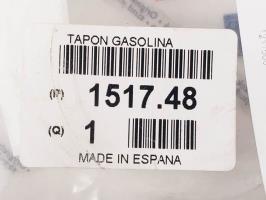 TAPON GASOLINA
(P) 1517.48
(Q) 1
MADE IN ESPANA